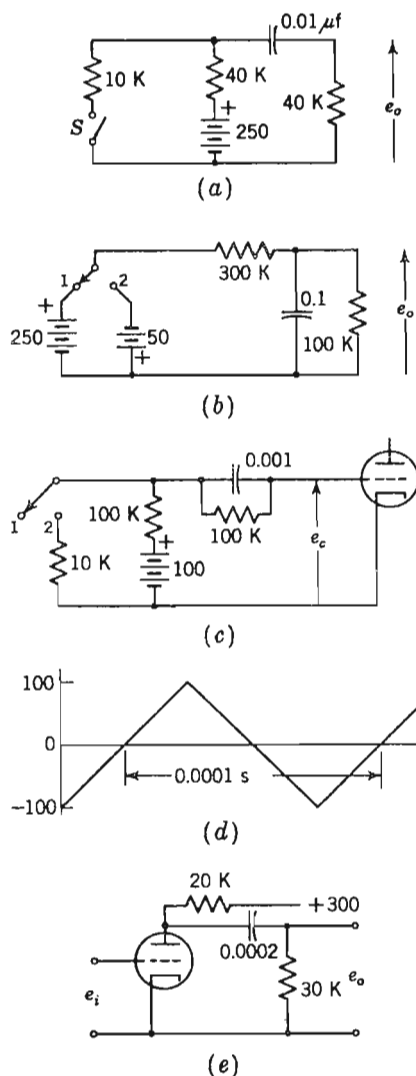 0.01 μf
10 K
40 K
S
+
250
40 K
e_o
(a)
1
2
300 K
+
250
50
+
0.1
100 K
e_o
(b)
0.001
1
2
100 K
100 K
+
10 K
100
e_c
(c)
100
0
0.0001 s
-100
(d)
20 K
+300
0.0002
e_i
30 K
e_o
(e)